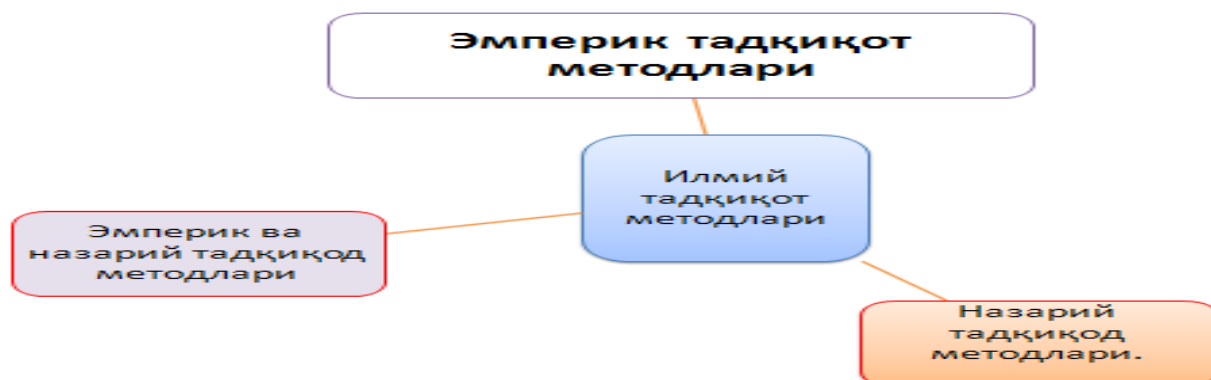 Эмперик тадқиқот
методлари
Илмий
тадқиқот
методлари
Эмперик ва
назарий тадқиқод
методлари
Назарий
тадқиқод
методлари.